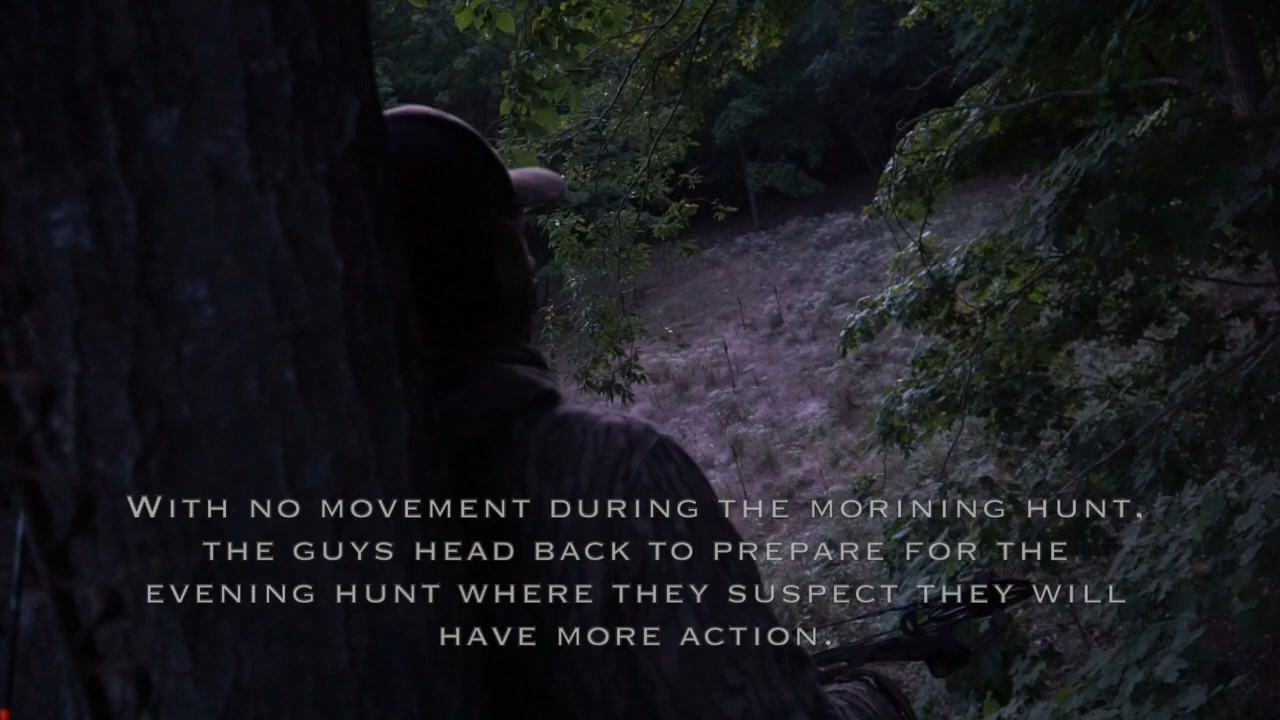 With no movement during the morining hunt,
the guys head back to prepare for the
evening hunt where they suspect they will
have more action.